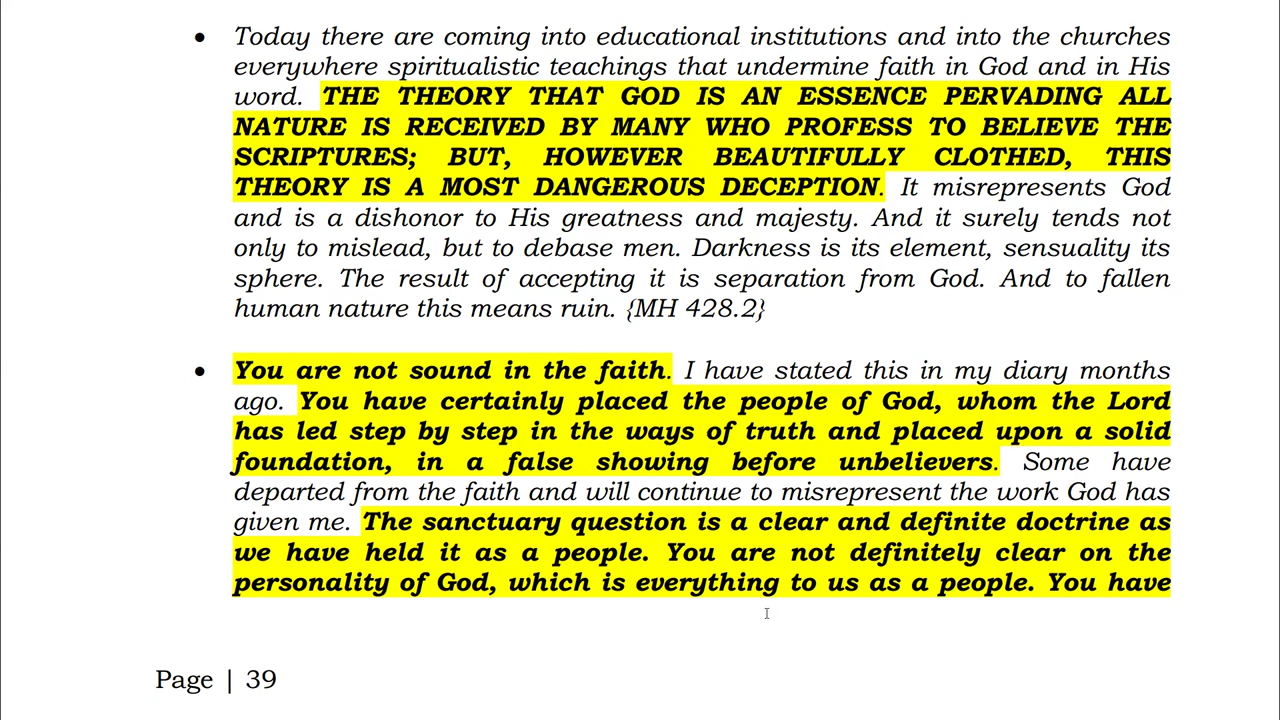 • Today there are coming into educational institutions and into the churches
everywhere spiritualistic teachings that undermine faith in God and in His
word. THE THEORY THAT GOD IS AN ESSENCE PERVADING ALL
NATURE IS RECEIVED BY MANY WHO PROFESS TO BELIEVE THE
SCRIPTURES; BUT, HOWEVER BEAUTIFULLY CLOTHED, THIS
THEORY IS A MOST DANGEROUS DECEPTION. It misrepresents God
and is a dishonor to His greatness and majesty. And it surely tends not
only to mislead, but to debase men. Darkness is its element, sensuality its
sphere. The result of accepting it is separation from God. And to fallen
human nature this means ruin. {MH 428.2}
• You are not sound in the faith. I have stated this in my diary months
ago. You have certainly placed the people of God, whom the Lord
has led step by step in the ways of truth and placed upon a solid
foundation, in a false showing before unbelievers. Some have
departed from the faith and will continue to misrepresent the work God has
given me. The sanctuary question is a clear and definite doctrine as
we have held it as a people. You are not definitely clear on the
personality of God, which is everything to us as a people. You have
Page | 39